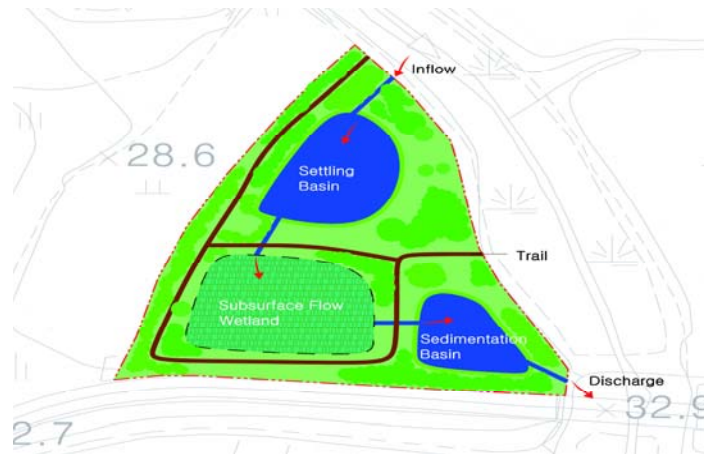 Inflow
28.6
Settling
Basin
Trail
Subsurface Flow
Wetland
Sedimentation
Basin
Discharge
32.9
2.7